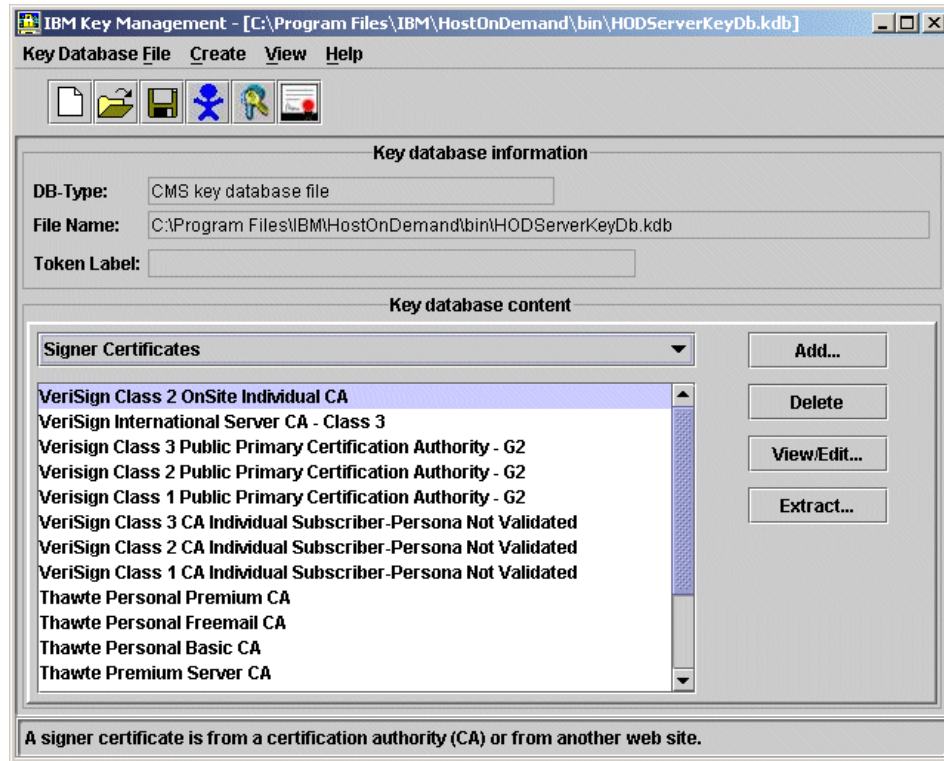 IBM Key Management - [C:\Program Files\IBM\HostOnDemand\bin\HODServerKeyDb.kdb]
Key Database File Create View Help
Key database information
DB-Type: CMS key database file
File Name: C:\Program Files\IBM\HostOnDemand\bin\HODServerKeyDb.kdb
Token Label:
Key database content
Signer Certificates
Add...
VeriSign Class 2 OnSite Individual CA
Delete
VeriSign International Server CA - Class 3
Verisign Class 3 Public Primary Certification Authority - G2
View/Edit...
Verisign Class 2 Public Primary Certification Authority - G2
Verisign Class 1 Public Primary Certification Authority - G2
Extract...
VeriSign Class 3 CA Individual Subscriber-Persona Not Validated
VeriSign Class 2 CA Individual Subscriber-Persona Not Validated
VeriSign Class 1 CA Individual Subscriber-Persona Not Validated
Thawte Personal Premium CA
Thawte Personal Freemail CA
Thawte Personal Basic CA
Thawte Premium Server CA
A signer certificate is from a certification authority (CA) or from another web site.